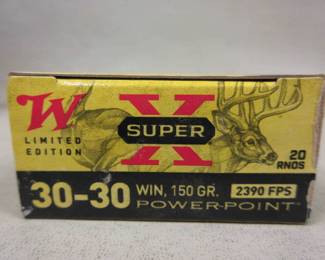 W
LIMITED
EDITION
X
SUPER
20
RNDS
30-30 WIN, 150 GR. 2390 FPS
POWER-POINT